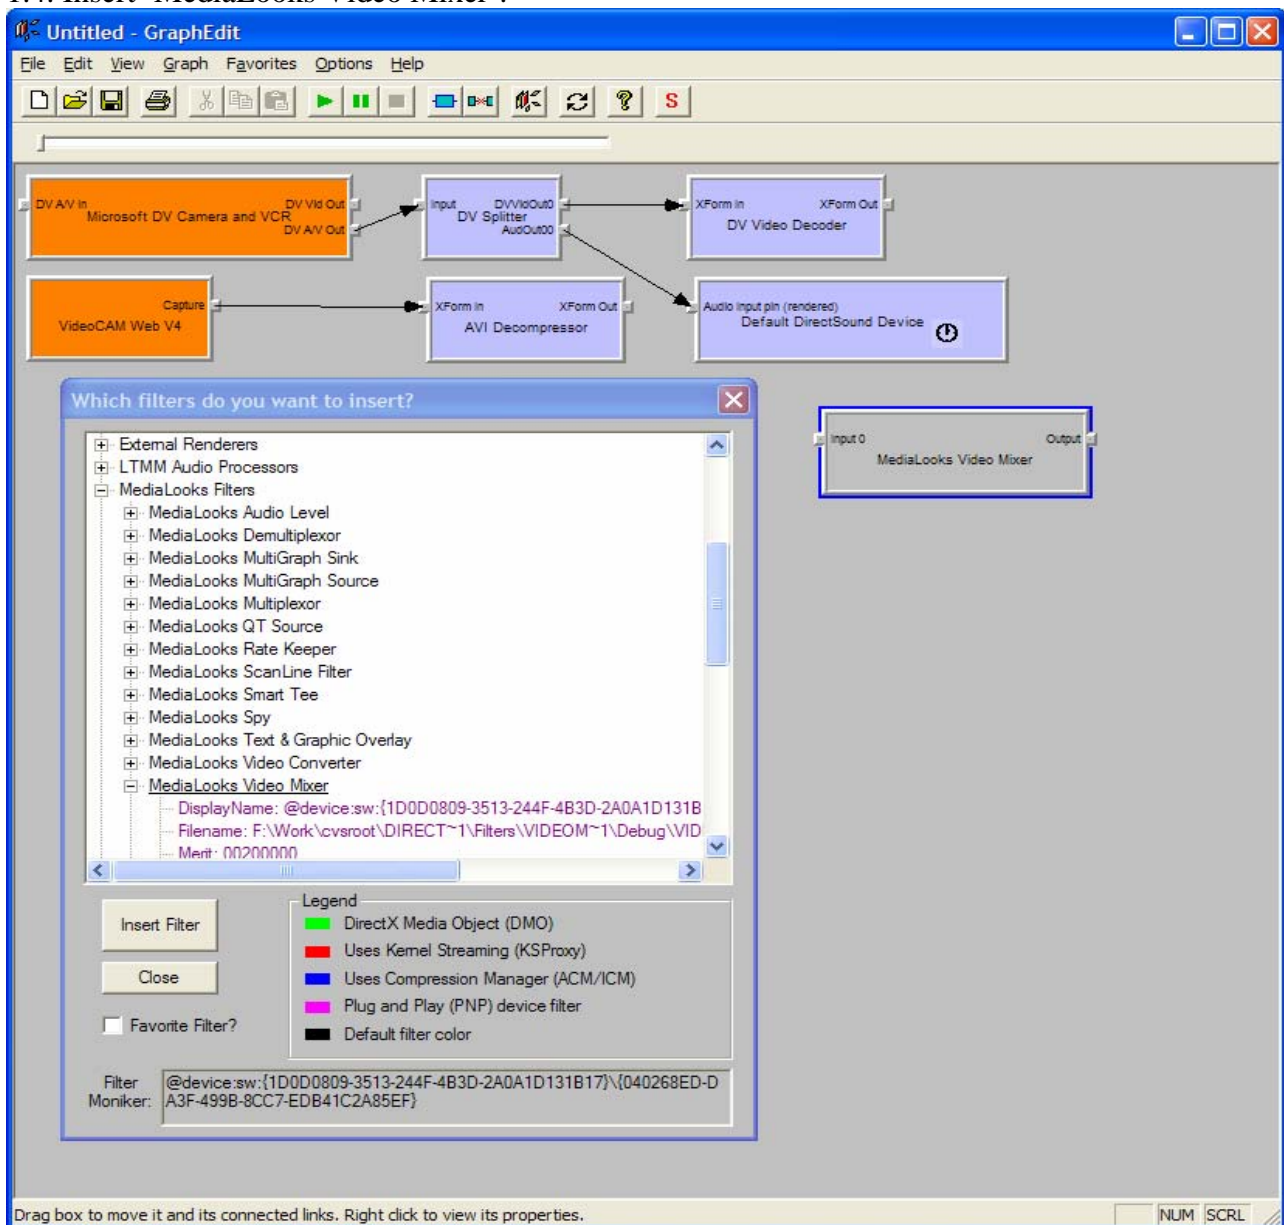 1.4. Insert "MediaLooks Video Mixer".
Untitled - GraphEdit
File Edit View Graph Favorites Options Help
S
DV A/V In
DV Vid Out
Microsoft DV Camera and VCR
DV A/V Out
Input
DVVidOut0
DV Splitter
AudOut00
XForm In
XForm Out
DV Video Decoder
Capture
VideoCAM Web V4
XForm In
XForm Out
AVI Decompressor
Audio Input pin (rendered)
Default DirectSound Device
Which filters do you want to insert?
Input 0
Output
MediaLooks Video Mixer
External Renderers
LTMM Audio Processors
MediaLooks Filters
MediaLooks Audio Level
MediaLooks Demultiplexor
MediaLooks MultiGraph Sink
MediaLooks MultiGraph Source
MediaLooks Multiplexor
MediaLooks QT Source
MediaLooks Rate Keeper
MediaLooks ScanLine Filter
MediaLooks Smart Tee
MediaLooks Spy
MediaLooks Text & Graphic Overlay
MediaLooks Video Converter
MediaLooks Video Mixer
DisplayName: @device:sw:{1D0D0809-3513-244F-4B3D-2A0A1D131B
Filename: F:\Work\cvsroot\DIRECT~1\Filters\VIDEOM~1\Debug\VID
Merit: 00200000
Insert Filter
Close
Favorite Filter?
Legend
DirectX Media Object (DMO)
Uses Kernel Streaming (KSProxy)
Uses Compression Manager (ACM/ICM)
Plug and Play (PNP) device filter
Default filter color
Filter Moniker:
@device:sw:{1D0D0809-3513-244F-4B3D-2A0A1D131B17}\{040268ED-D
A3F-499B-8CC7-EDB41C2A85EF}
Drag box to move it and its connected links. Right click to view its properties.
NUM SCRL